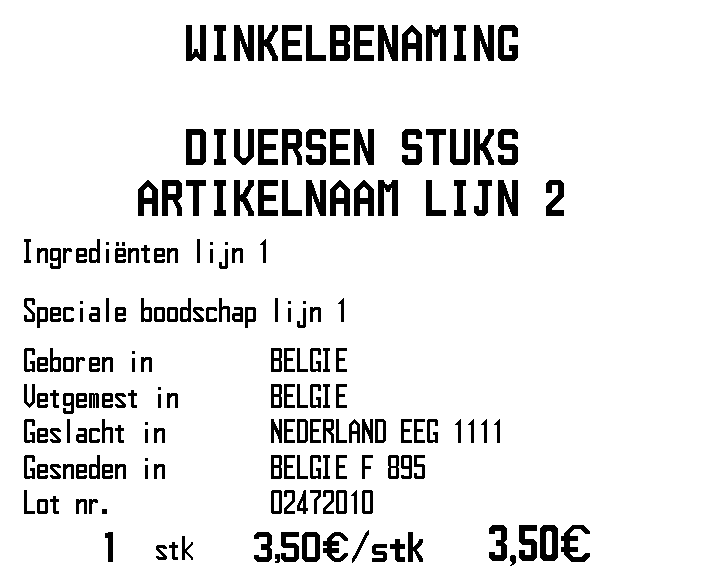 WINKELBENAMING
DIVERSEN STUKS
ARTIKELNAAM LIJN 2
Ingrediënten lijn 1
Speciale boodschap lijn 1
Geboren in BELGIE
Vetgemest in BELGIE
Geslacht in NEDERLAND EEG 1111
Gesneden in BELGIE F 895
Lot nr. 02472010
1 stk 3,50€/stk 3,50€